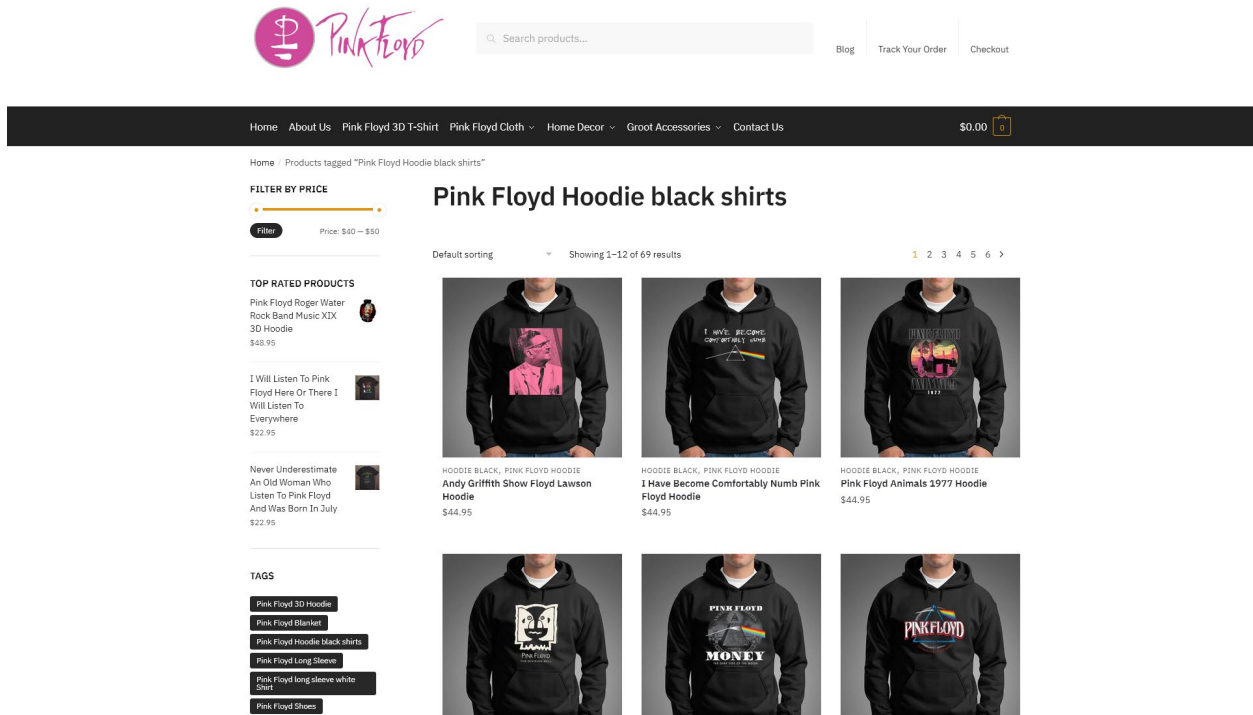 PINK FLOYD
Search products...
Blog
Track Your Order
Checkout
Home
About Us
Pink Floyd 3D T-Shirt
Pink Floyd Cloth
Home Decor
Groot Accessories
Contact Us
$0.00
0
Home / Products tagged “Pink Floyd Hoodie black shirts”
FILTER BY PRICE
Filter
Price: $40 — $50
TOP RATED PRODUCTS
Pink Floyd Roger Water
Rock Band Music XIX
3D Hoodie
$48.95
I Will Listen To Pink
Floyd Here Or There I
Will Listen To
Everywhere
$22.95
Never Underestimate
An Old Woman Who
Listen To Pink Floyd
And Was Born In July
$22.95
TAGS
Pink Floyd 3D Hoodie
Pink Floyd Blanket
Pink Floyd Hoodie black shirts
Pink Floyd Long Sleeve
Pink Floyd long sleeve white
Shirt
Pink Floyd Shoes
Pink Floyd Hoodie black shirts
Default sorting
Showing 1–12 of 69 results
1 2 3 4 5 6
HOODIE BLACK, PINK FLOYD HOODIE
Andy Griffith Show Floyd Lawson
Hoodie
$44.95
I HAVE BECOME
COMFORTABLY NUMB
HOODIE BLACK, PINK FLOYD HOODIE
I Have Become Comfortably Numb Pink
Floyd Hoodie
$44.95
PINK FLOYD
ANIMALS
1977
HOODIE BLACK, PINK FLOYD HOODIE
Pink Floyd Animals 1977 Hoodie
$44.95
PINK FLOYD
THE DIVISION BELL
PINK FLOYD
MONEY
PINK FLOYD